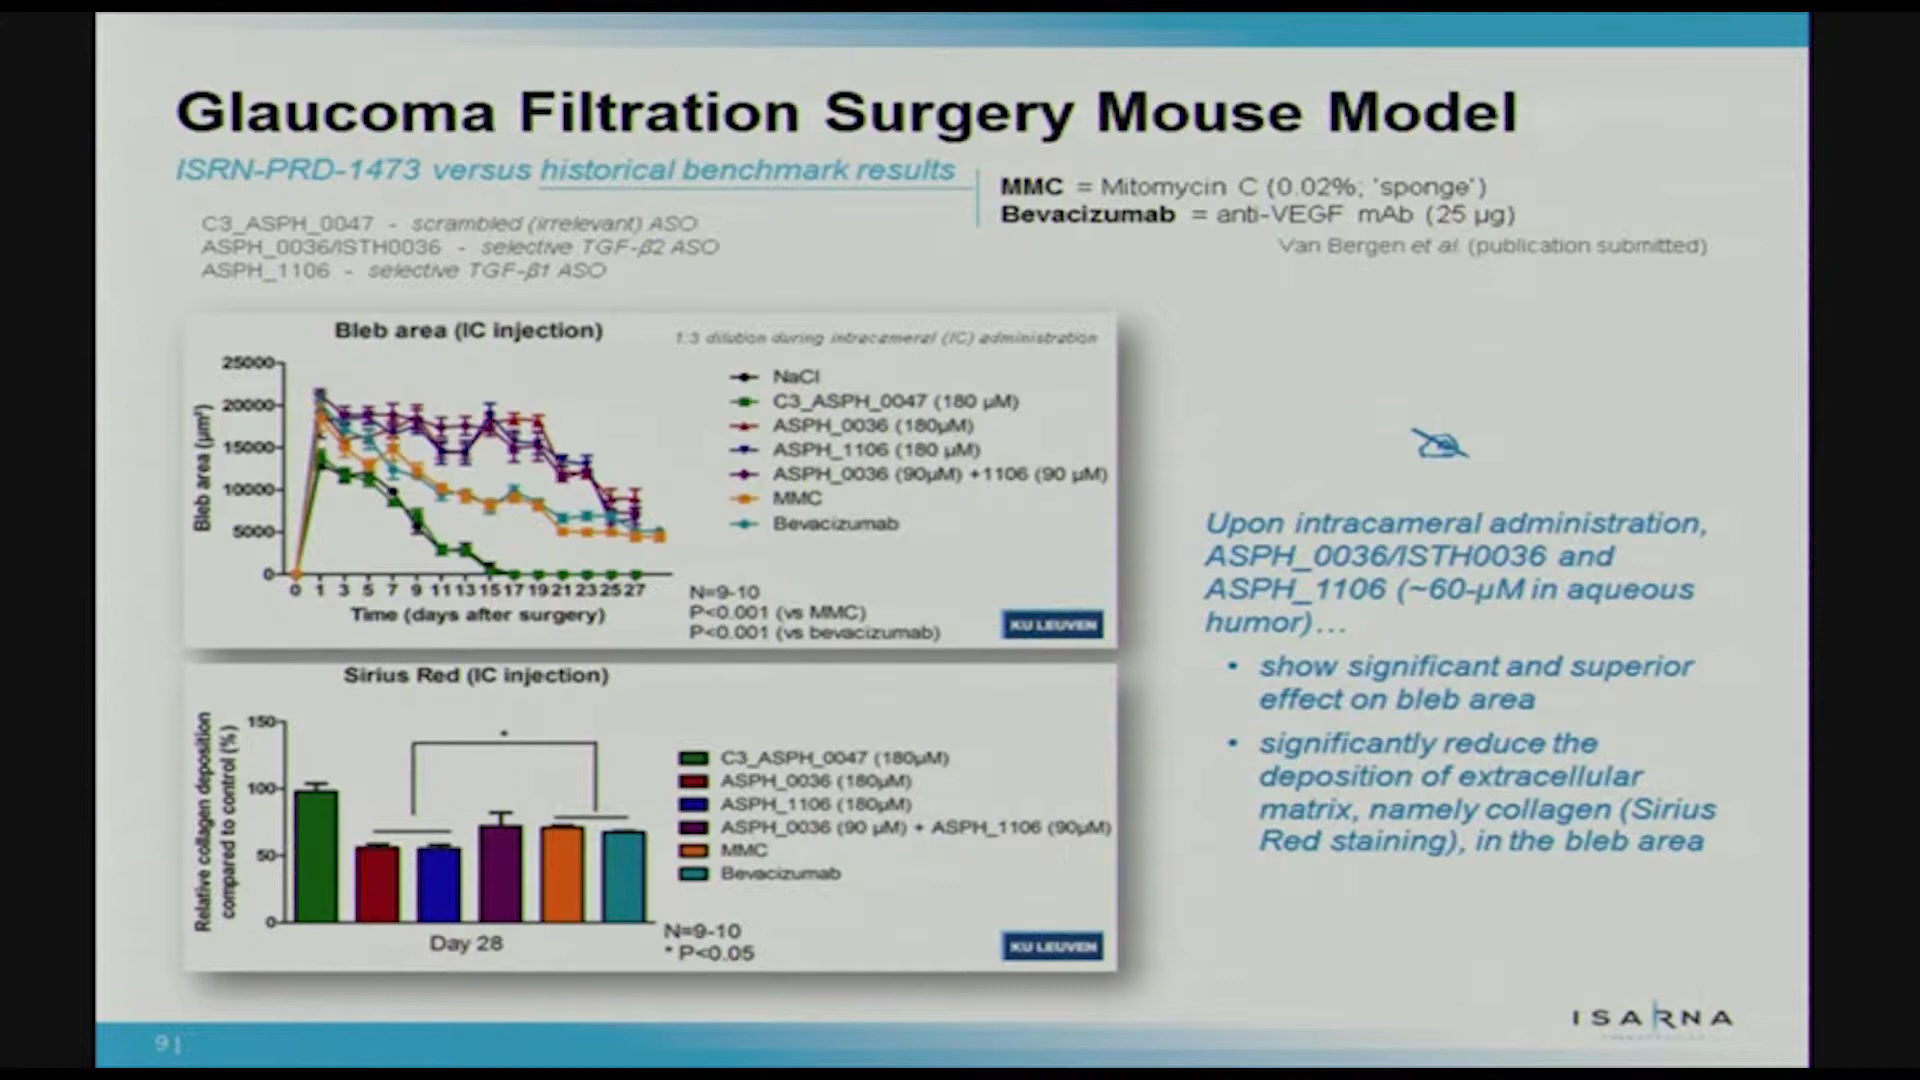 Glaucoma Filtration Surgery Mouse Model
ISRN-PRD-1473 versus historical benchmark results
MMC = Mitomycin C (0.02%; 'sponge')
Bevacizumab = anti-VEGF mAb (25 µg)
Van Bergen et al. (publication submitted)
C3_ASPH_0047 - scrambled (irrelevant) ASO
ASPH_0036/ISTH0036 - selective TGF-β2 ASO
ASPH_1106 - selective TGF-β1 ASO
Bleb area (IC injection)
1:3 dilution during intracameral (IC) administration
25000
20000
15000
10000
5000
0
Bleb area (µm²)
0 1 3 5 7 9 11 13 15 17 19 21 23 25 27
Time (days after surgery)
NaCl
C3_ASPH_0047 (180 µM)
ASPH_0036 (180µM)
ASPH_1106 (180 µM)
ASPH_0036 (90µM) +1106 (90 µM)
MMC
Bevacizumab
N=9-10
P<0.001 (vs MMC)
P<0.001 (vs bevacizumab)
KU LEUVEN
Sirius Red (IC injection)
150
100
50
0
Relative collagen deposition
compared to control (%)
*
Day 28
C3_ASPH_0047 (180µM)
ASPH_0036 (180µM)
ASPH_1106 (180µM)
ASPH_0036 (90 µM) + ASPH_1106 (90µM)
MMC
Bevacizumab
N=9-10
* P<0.05
KU LEUVEN
Upon intracameral administration,
ASPH_0036/ISTH0036 and
ASPH_1106 (~60-µM in aqueous
humor)…
• show significant and superior
effect on bleb area
• significantly reduce the
deposition of extracellular
matrix, namely collagen (Sirius
Red staining), in the bleb area
ISARNA
9 |